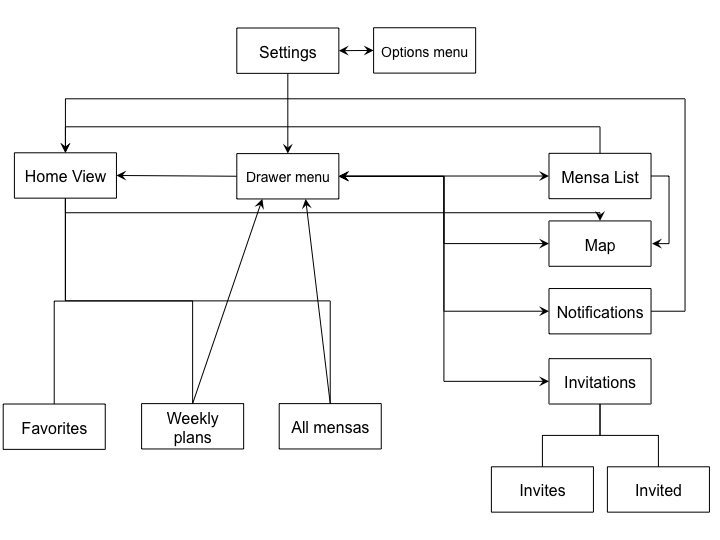 Settings
Options menu
Home View
Drawer menu
Mensa List
Map
Notifications
Invitations
Favorites
Weekly
plans
All mensas
Invites
Invited